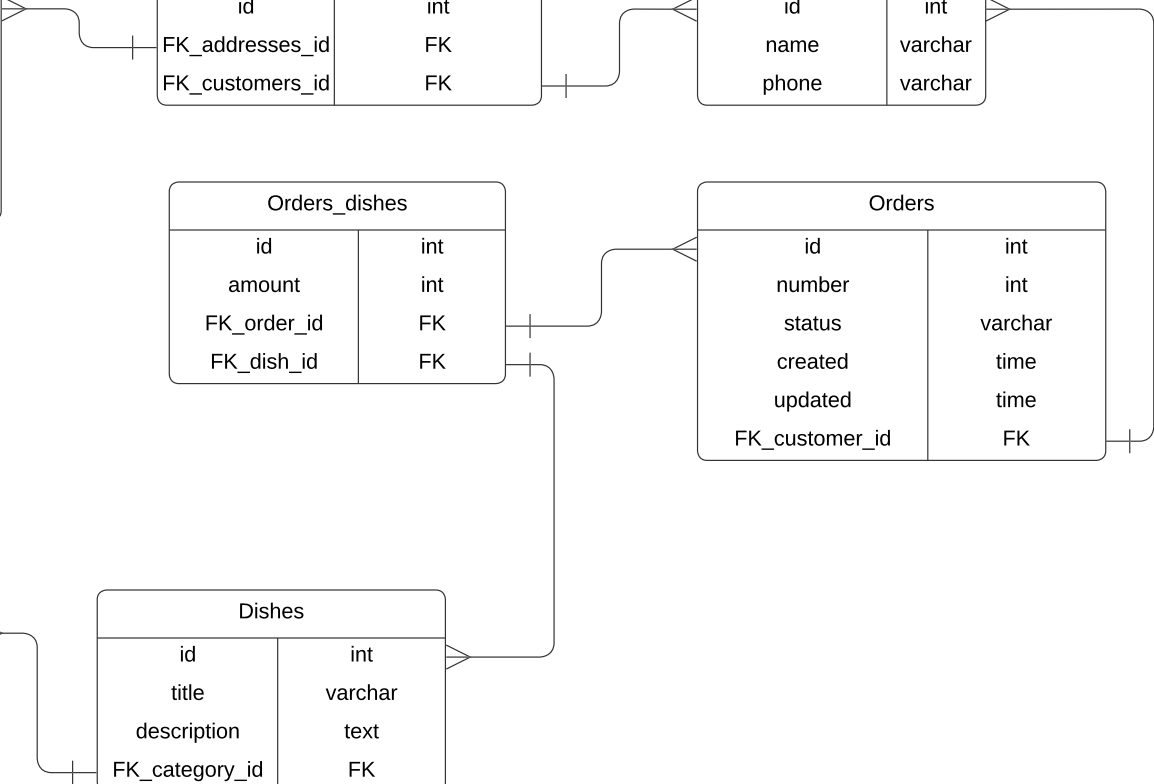 id int
FK_addresses_id FK
FK_customers_id FK
id int
name varchar
phone varchar
Orders_dishes
id int
amount int
FK_order_id FK
FK_dish_id FK
Orders
id int
number int
status varchar
created time
updated time
FK_customer_id FK
Dishes
id int
title varchar
description text
FK_category_id FK